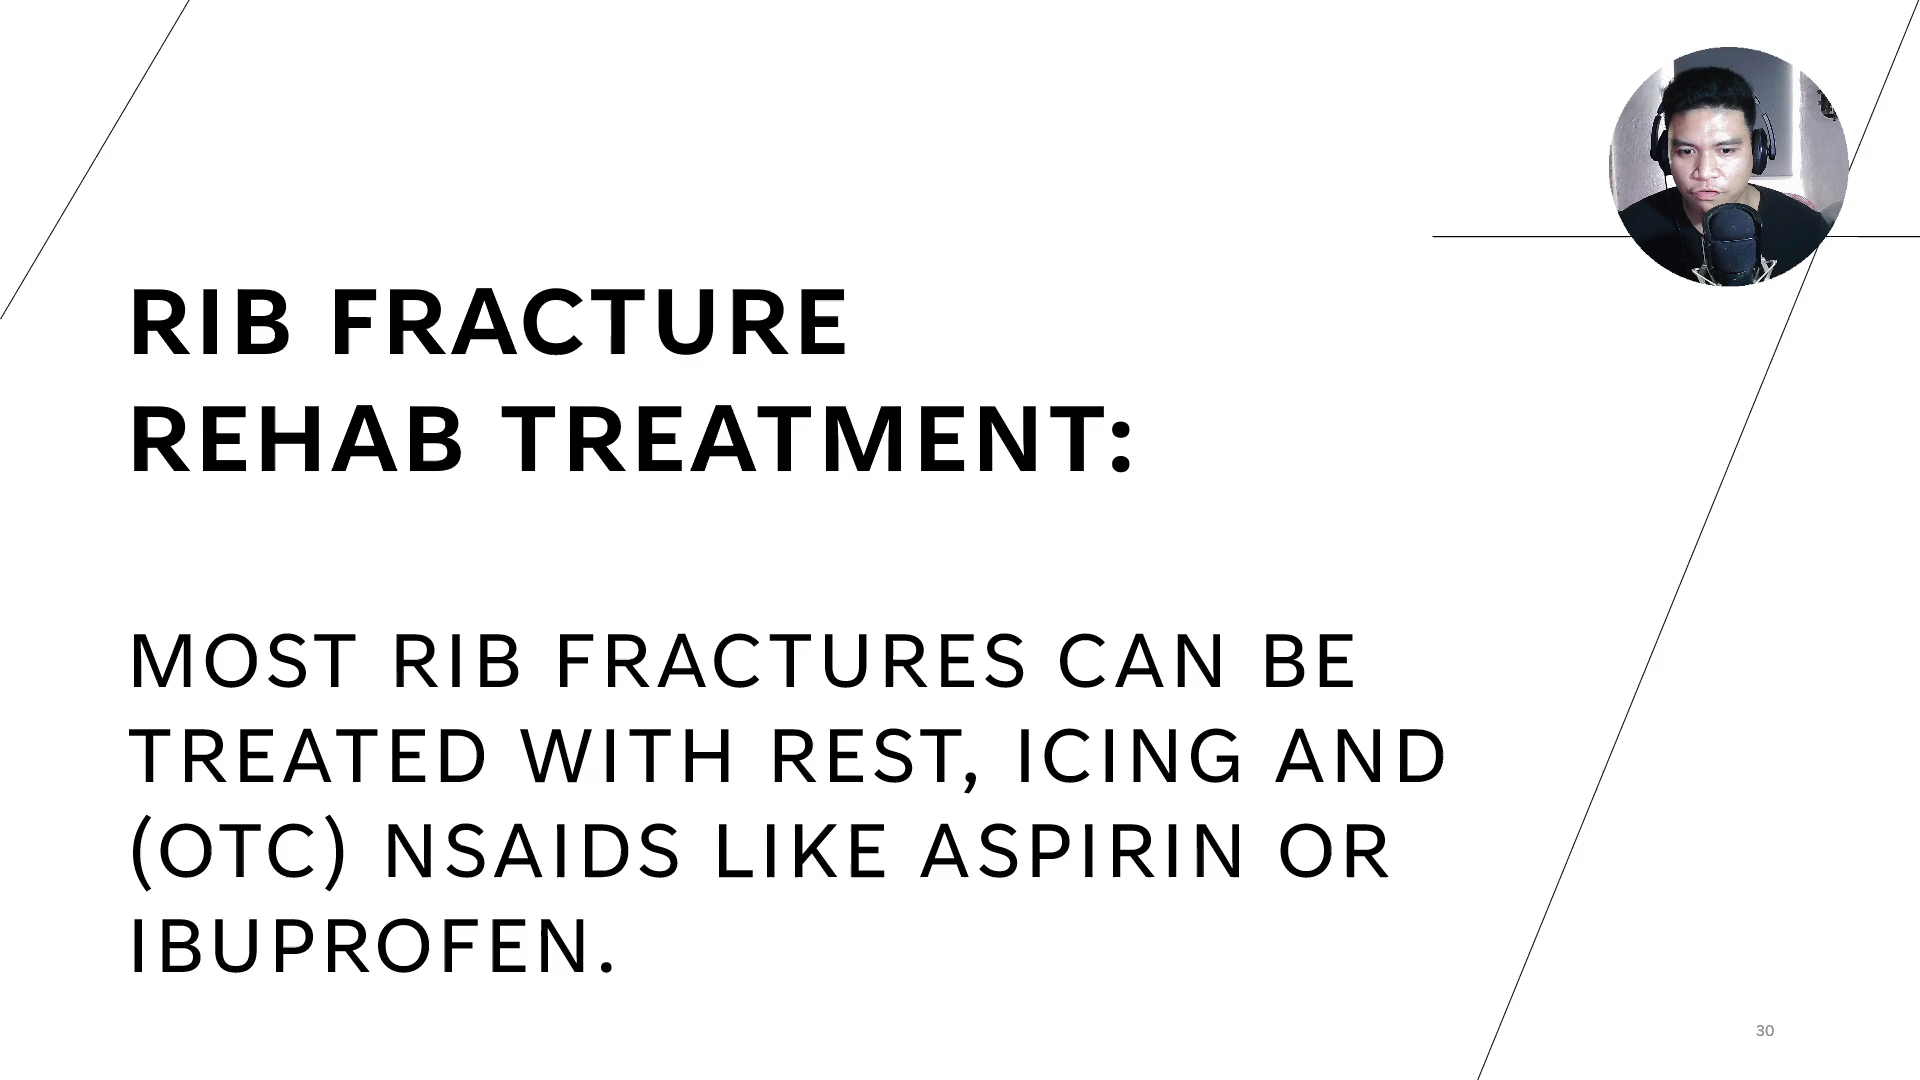 RIB FRACTURE
REHAB TREATMENT:
MOST RIB FRACTURES CAN BE
TREATED WITH REST, ICING AND
(OTC) NSAIDS LIKE ASPIRIN OR
IBUPROFEN.
30